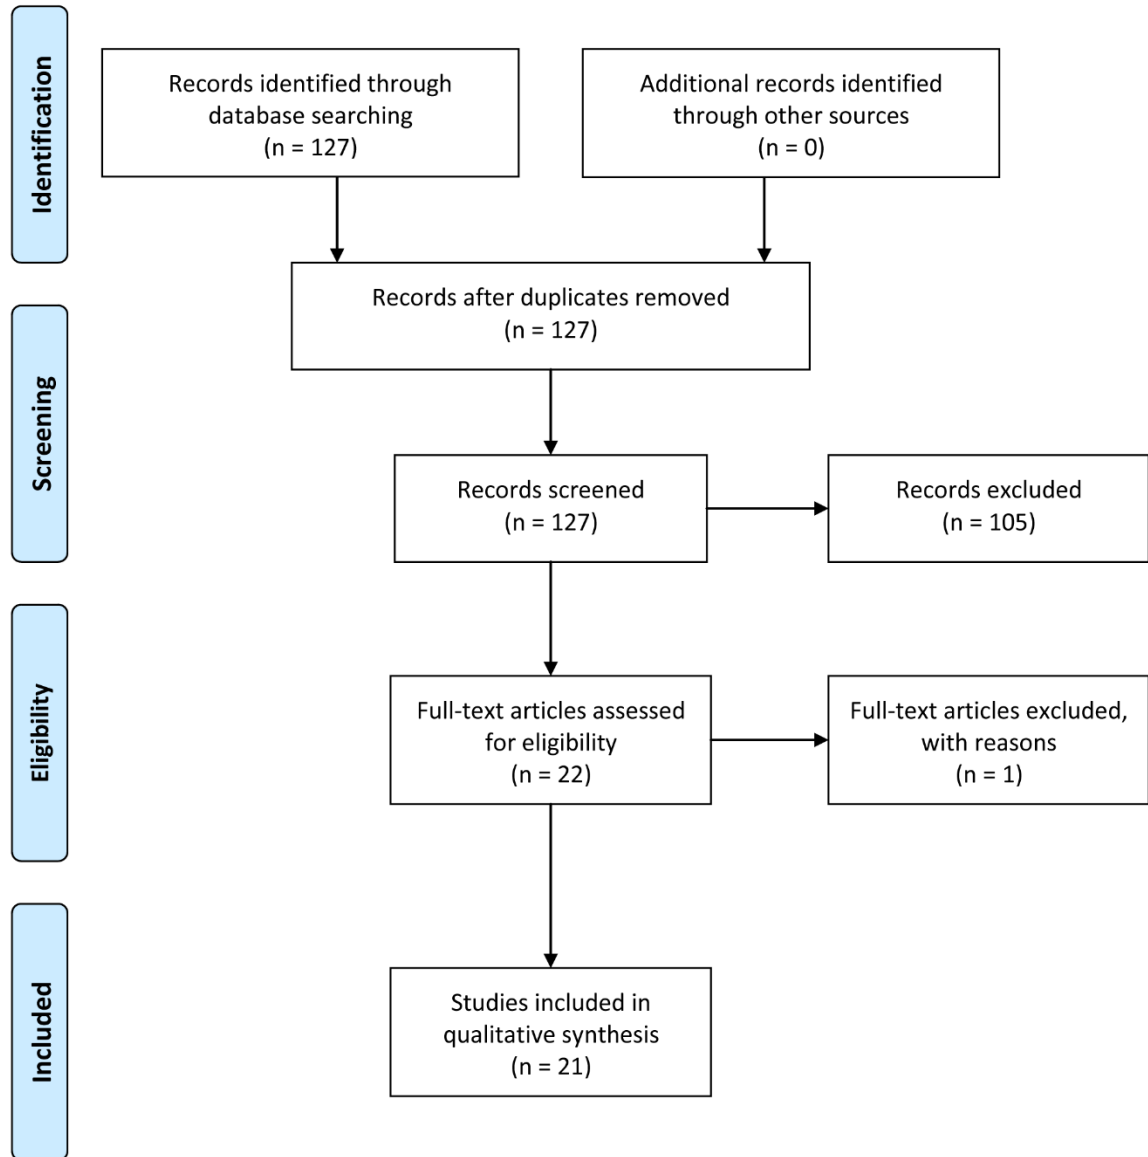 Identification
Records identified through
database searching
(n = 127)
Additional records identified
through other sources
(n = 0)
Records after duplicates removed
(n = 127)
Screening
Records screened
(n = 127)
Records excluded
(n = 105)
Eligibility
Full-text articles assessed
for eligibility
(n = 22)
Full-text articles excluded,
with reasons
(n = 1)
Included
Studies included in
qualitative synthesis
(n = 21)